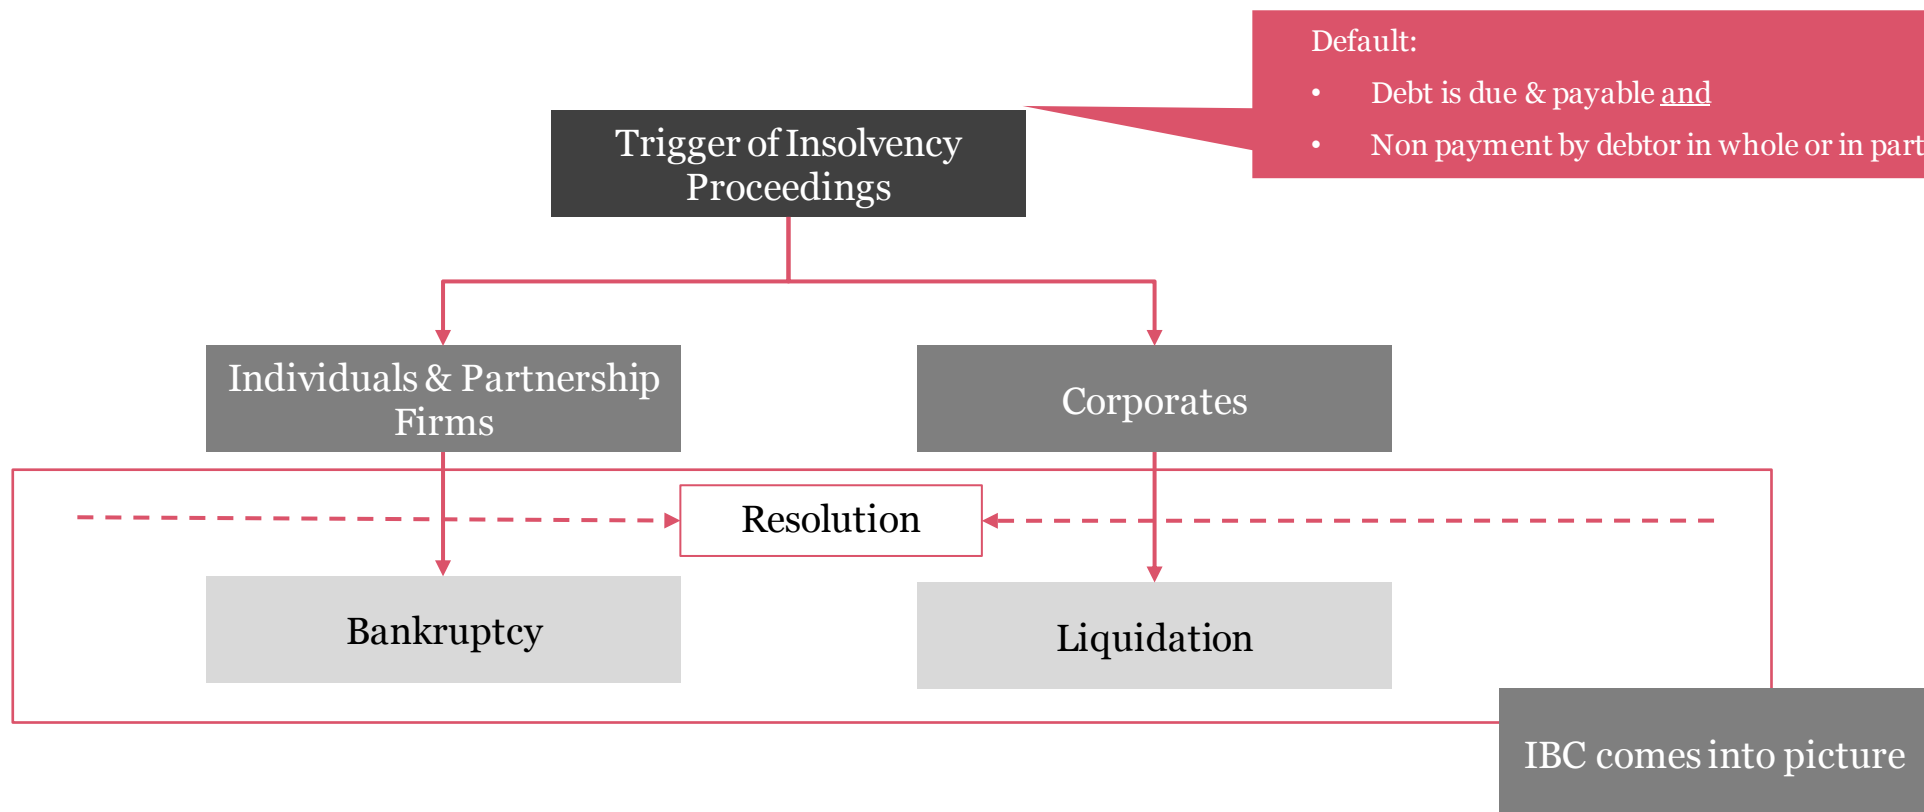 Default:
• Debt is due & payable and
• Non payment by debtor in whole or in part
Trigger of Insolvency
Proceedings
Individuals & Partnership
Firms
Corporates
Resolution
Bankruptcy
Liquidation
IBC comes into picture